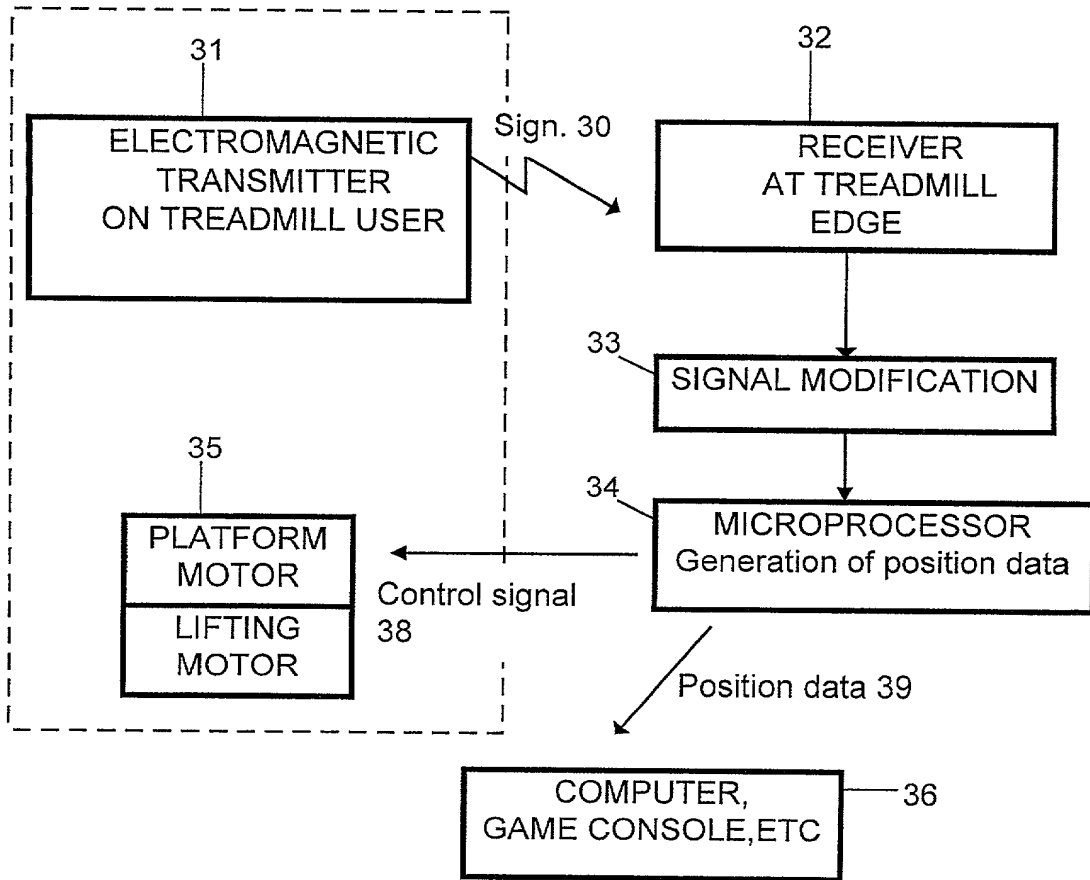 31
ELECTROMAGNETIC
TRANSMITTER
ON TREADMILL USER
Sign. 30
32
RECEIVER
AT TREADMILL
EDGE
33
SIGNAL MODIFICATION
34
MICROPROCESSOR
Generation of position data
35
PLATFORM
MOTOR
LIFTING
MOTOR
Control signal
38
Position data 39
COMPUTER,
GAME CONSOLE,ETC
36